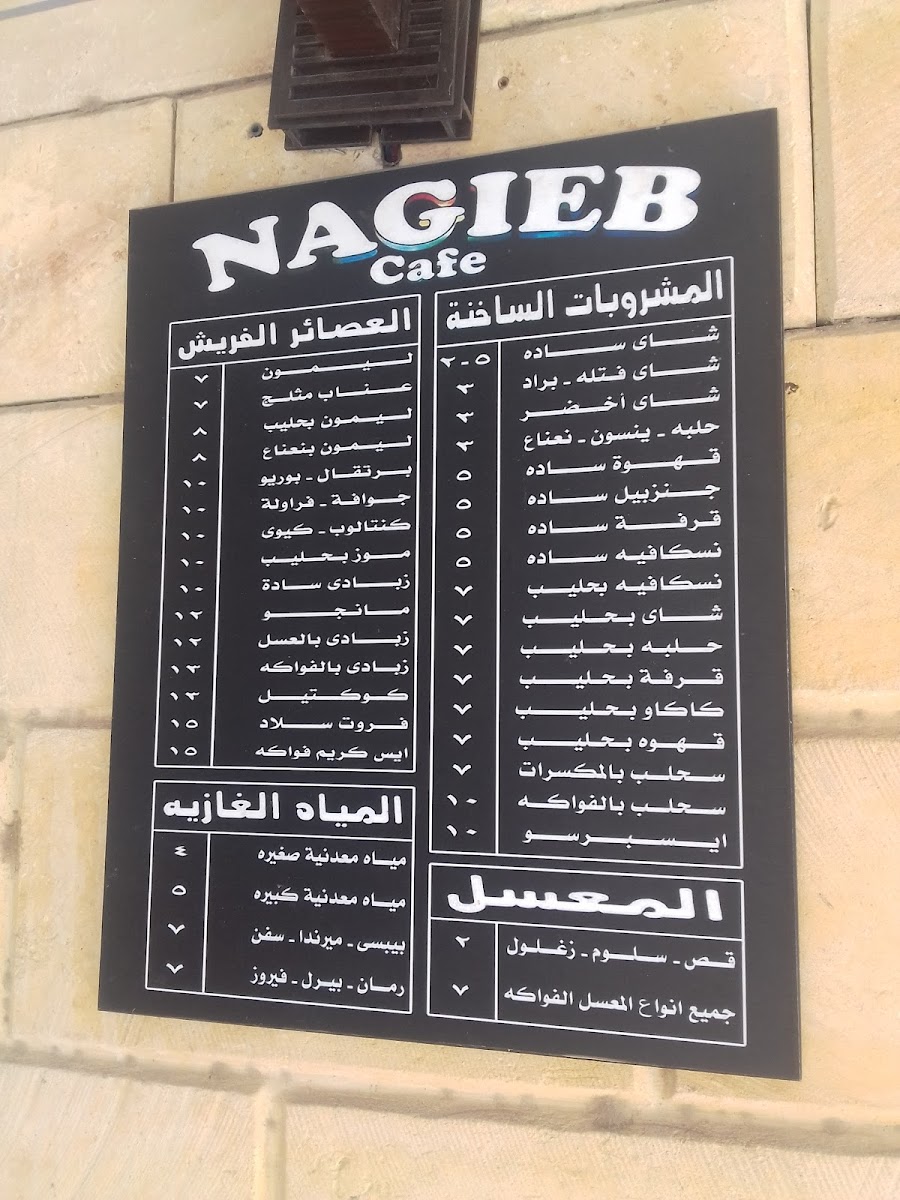 NAGIEB
Cafe
المشروبات الساخنة
شاى ساده ٢-٥
شاى فتله - براد ٣
شاى أخضر ٣
حلبه - ينسون - نعناع ٣
قهوة ساده ٥
جنزبيل ساده ٥
قرفة ساده ٥
نسكافيه ساده ٥
نسكافيه بحليب ٧
شاى بحليب ٧
حلبه بحليب ٧
قرفة بحليب ٧
كاكاو بحليب ٧
قهوه بحليب ٧
سحلب بالمكسرات ٧
سحلب بالفواكه ١٠
ايسبرسو ١٠
المعسل
قص - سلوم - زغلول ٢
جميع انواع المعسل الفواكه ٧
العصائر الفريش
ليمون ٧
عناب مثلج ٧
ليمون بحليب ٨
ليمون بنعناع ٨
برتقال - بوريو ١٠
جوافة - فراولة ١٠
كنتالوب - كيوى ١٠
موز بحليب ١٠
زبادى سادة ١٠
مانجو ١٢
زبادى بالعسل ١٢
زبادى بالفواكه ١٣
كوكتيل ١٣
فروت سلاد ١٥
ايس كريم فواكه ١٥
المياه الغازيه
مياه معدنية صغيره ٤
مياه معدنية كبيره ٥
بيبسى - ميرندا - سفن ٧
رمان - بيرل - فيروز ٧